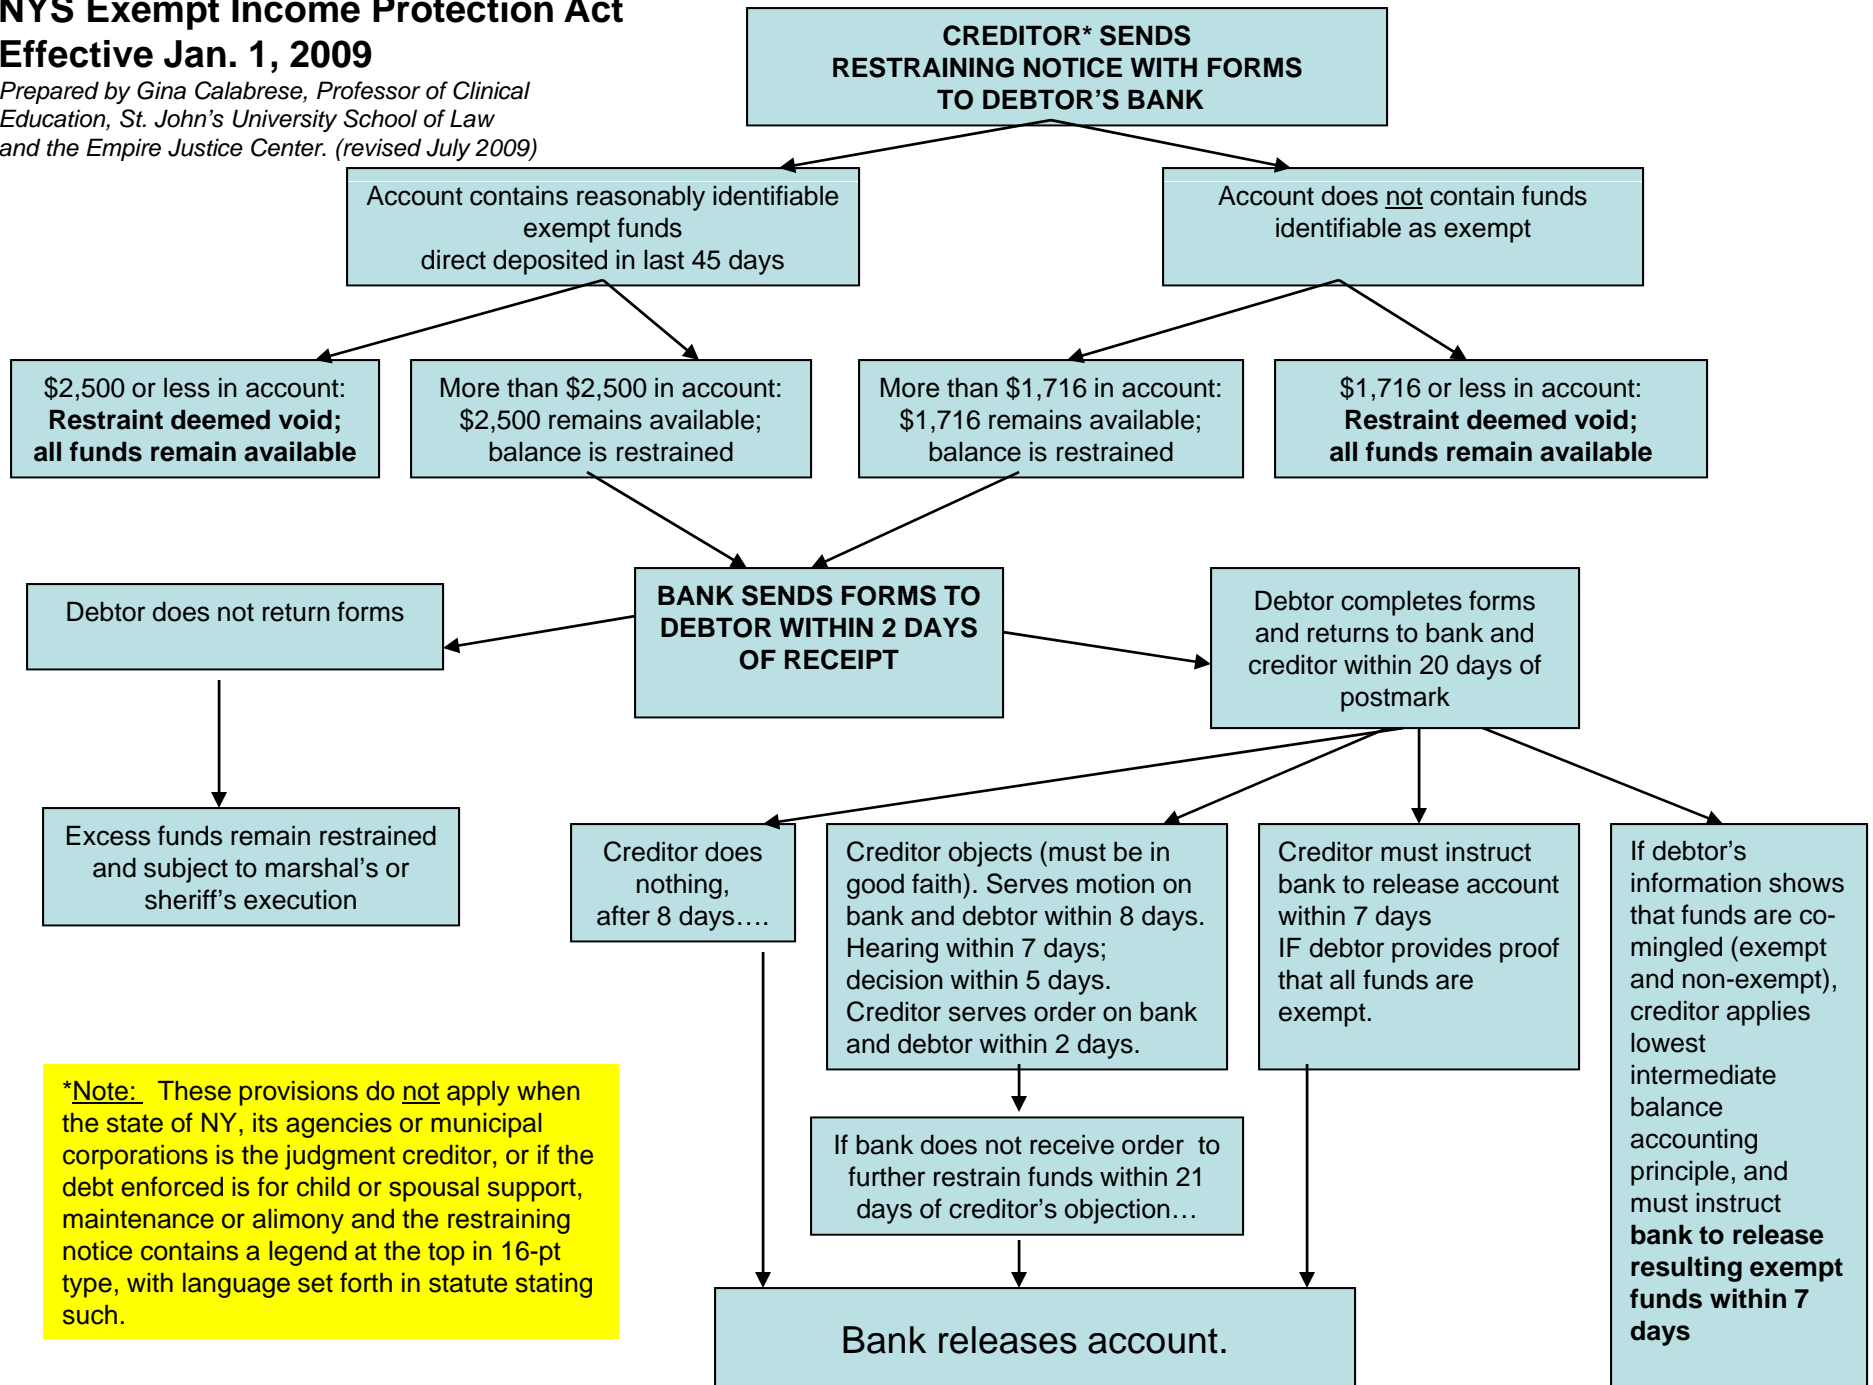 NYS Exempt Income Protection Act
Effective Jan. 1, 2009
Prepared by Gina Calabrese, Professor of Clinical
Education, St. John's University School of Law
and the Empire Justice Center. (revised July 2009)
CREDITOR* SENDS
RESTRAINING NOTICE WITH FORMS
TO DEBTOR'S BANK
Account contains reasonably identifiable
exempt funds
direct deposited in last 45 days
Account does not contain funds
identifiable as exempt
$2,500 or less in account:
Restraint deemed void;
all funds remain available
More than $2,500 in account:
$2,500 remains available;
balance is restrained
More than $1,716 in account:
$1,716 remains available;
balance is restrained
$1,716 or less in account:
Restraint deemed void;
all funds remain available
Debtor does not return forms
BANK SENDS FORMS TO
DEBTOR WITHIN 2 DAYS
OF RECEIPT
Debtor completes forms
and returns to bank and
creditor within 20 days of
postmark
Excess funds remain restrained
and subject to marshal's or
sheriff's execution
Creditor does
nothing,
after 8 days….
Creditor objects (must be in
good faith). Serves motion on
bank and debtor within 8 days.
Hearing within 7 days;
decision within 5 days.
Creditor serves order on bank
and debtor within 2 days.
Creditor must instruct
bank to release account
within 7 days
IF debtor provides proof
that all funds are
exempt.
If debtor's
information shows
that funds are co-
mingled (exempt
and non-exempt),
creditor applies
lowest
intermediate
balance
accounting
principle, and
must instruct
bank to release
resulting exempt
funds within 7
days
*Note: These provisions do not apply when
the state of NY, its agencies or municipal
corporations is the judgment creditor, or if the
debt enforced is for child or spousal support,
maintenance or alimony and the restraining
notice contains a legend at the top in 16-pt
type, with language set forth in statute stating
such.
If bank does not receive order to
further restrain funds within 21
days of creditor's objection…
Bank releases account.